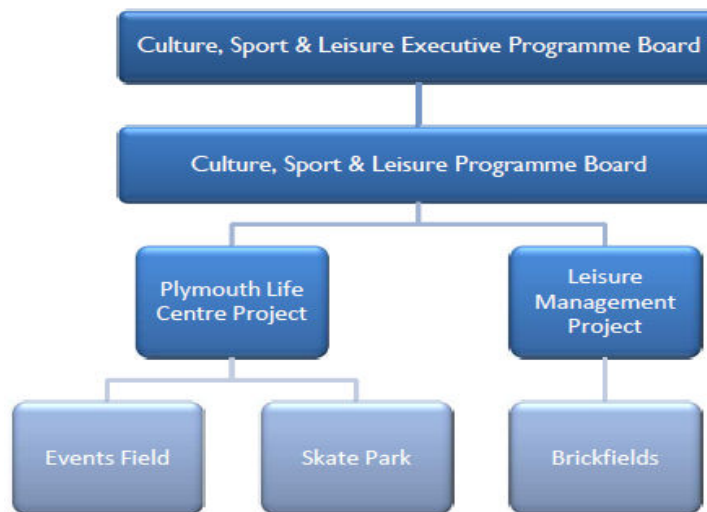 Culture, Sport & Leisure Executive Programme Board
Culture, Sport & Leisure Programme Board
Plymouth Life
Centre Project
Leisure
Management
Project
Events Field
Skate Park
Brickfields